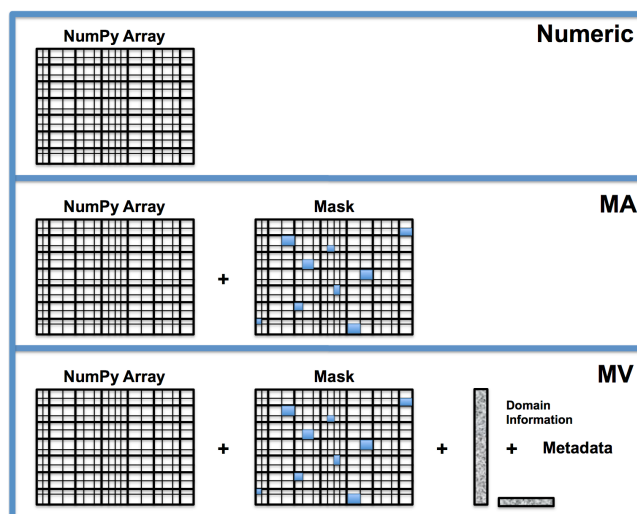 NumPy Array
Numeric
NumPy Array
Mask
MA
+
NumPy Array
Mask
MV
Domain
Information
+
+
+
Metadata